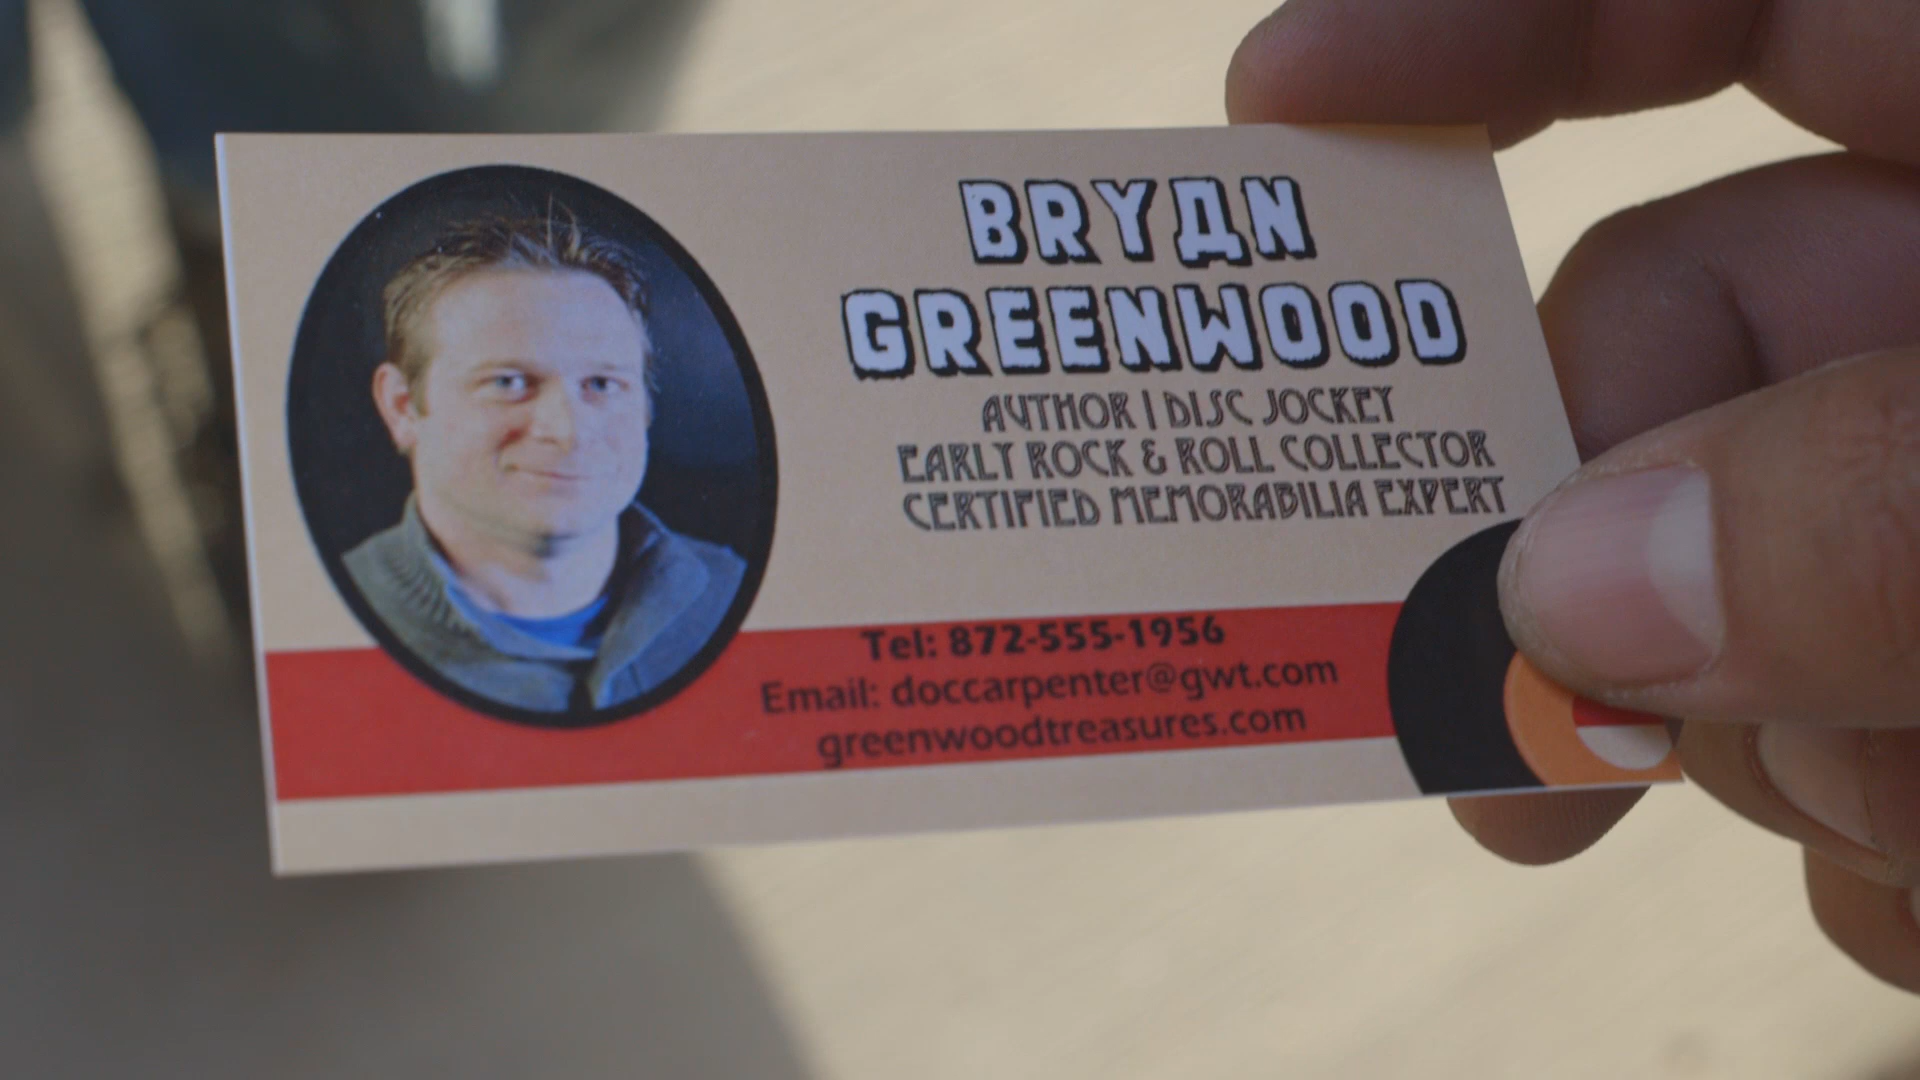 BRYAN
GREENWOOD
AUTHOR | DISC JOCKEY
EARLY ROCK & ROLL COLLECTOR
CERTIFIED MEMORABILIA EXPERT
Tel: 872-555-1956
Email: doccarpenter@gwt.com
greenwoodtreasures.com